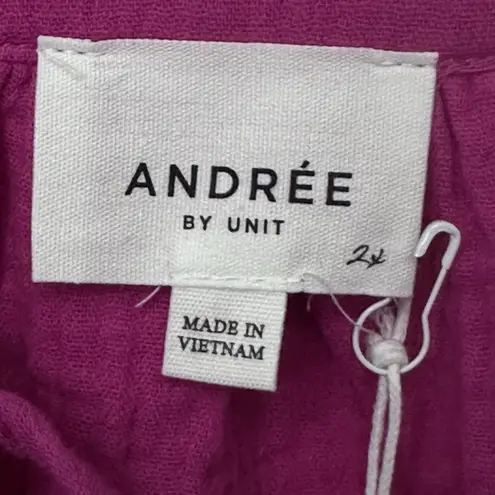 ANDRÉE
BY UNIT
2x
MADE IN
VIETNAM